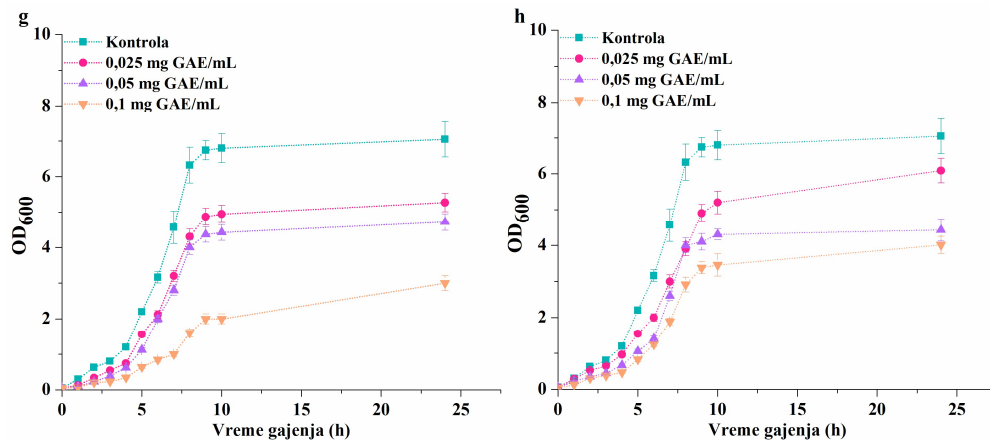 g
10
8
6
4
2
0
OD600
Kontrola
0,025 mg GAE/mL
0,05 mg GAE/mL
0,1 mg GAE/mL
0 5 10 15 20 25
Vreme gajenja (h)
h
10
8
6
4
2
0
OD600
Kontrola
0,025 mg GAE/mL
0,05 mg GAE/mL
0,1 mg GAE/mL
0 5 10 15 20 25
Vreme gajenja (h)